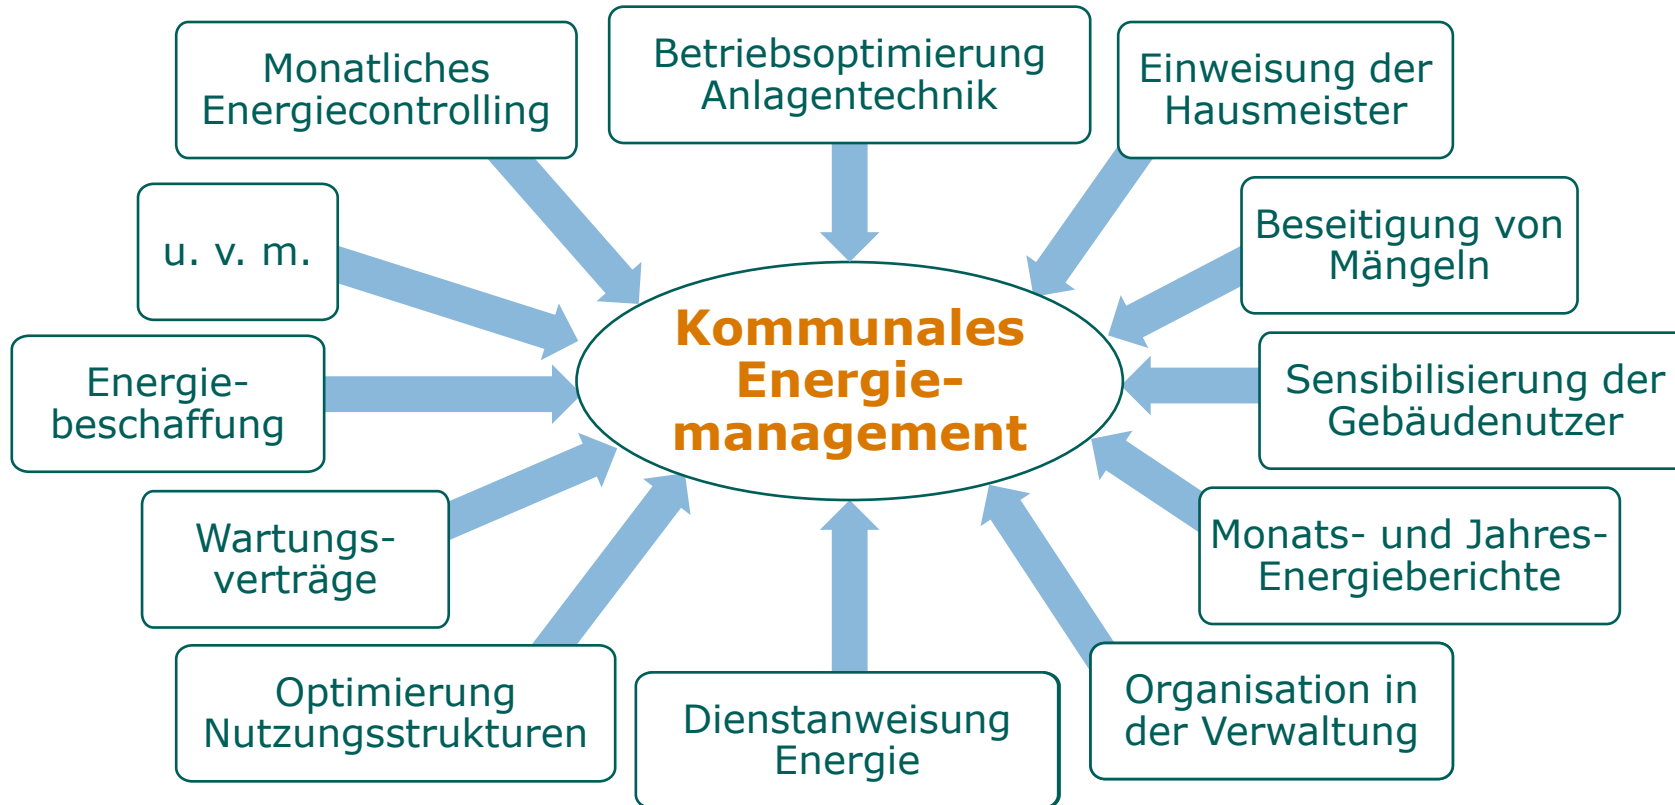 Monatliches
Energiecontrolling
Betriebsoptimierung
Anlagentechnik
Einweisung der
Hausmeister
u. v. m.
Beseitigung von
Mängeln
Kommunales
Energie-
management
Energie-
beschaffung
Sensibilisierung der
Gebäudenutzer
Wartungs-
verträge
Monats- und Jahres-
Energieberichte
Optimierung
Nutzungsstrukturen
Dienstanweisung
Energie
Organisation in
der Verwaltung